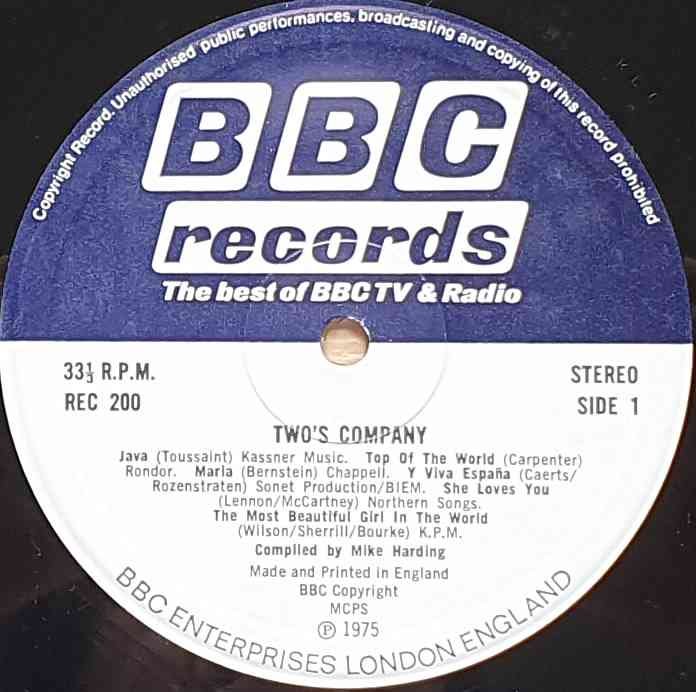 Copyright Record. Unauthorised public performances, broadcasting and copying of this record prohibited
BBC
records
The best of BBC TV & Radio
33⅓ R.P.M.
REC 200
STEREO
SIDE 1
TWO'S COMPANY
Java (Toussaint) Kassner Music. Top Of The World (Carpenter)
Rondor. Maria (Bernstein) Chappell. Y Viva España (Caerts/
Rozenstraten) Sonet Production/BIEM. She Loves You
(Lennon/McCartney) Northern Songs.
The Most Beautiful Girl In The World
(Wilson/Sherrill/Bourke) K.P.M.
Compiled by Mike Harding
Made and Printed in England
BBC Copyright
MCPS
℗ 1975
BBC ENTERPRISES LONDON ENGLAND